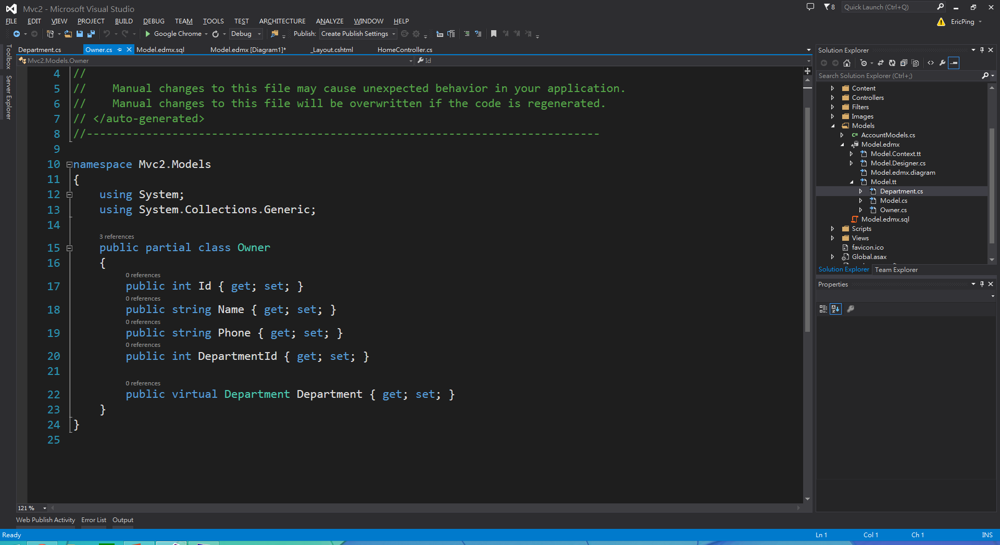 Mvc2 - Microsoft Visual Studio
8
Quick Launch (Ctrl+Q)
FILE EDIT VIEW PROJECT BUILD DEBUG TEAM TOOLS TEST ARCHITECTURE ANALYZE WINDOW HELP
EricPing
Google Chrome
Debug
Publish: Create Publish Settings
Toolbox
Server Explorer
Department.cs Owner.cs Model.edmx.sql Model.edmx [Diagram1]* _Layout.cshtml HomeController.cs
Mvc2.Models.Owner
Id
4 //
5 //    Manual changes to this file may cause unexpected behavior in your application.
6 //    Manual changes to this file will be overwritten if the code is regenerated.
7 // </auto-generated>
8 //------------------------------------------------------------------------------
9
10 namespace Mvc2.Models
11 {
12     using System;
13     using System.Collections.Generic;
14
3 references
15     public partial class Owner
16     {
0 references
17         public int Id { get; set; }
0 references
18         public string Name { get; set; }
0 references
19         public string Phone { get; set; }
0 references
20         public int DepartmentId { get; set; }
21
0 references
22         public virtual Department Department { get; set; }
23     }
24 }
25
121 %
Solution Explorer
Search Solution Explorer (Ctrl+;)
Content
Controllers
Filters
Images
Models
C# AccountModels.cs
Model.edmx
Model.Context.tt
Model.Designer.cs
Model.edmx.diagram
Model.tt
Department.cs
Model.cs
Owner.cs
Model.edmx.sql
Scripts
Views
favicon.ico
Global.asax
Solution Explorer Team Explorer
Properties
Web Publish Activity Error List Output
Ready
Ln 1 Col 1 Ch 1 INS